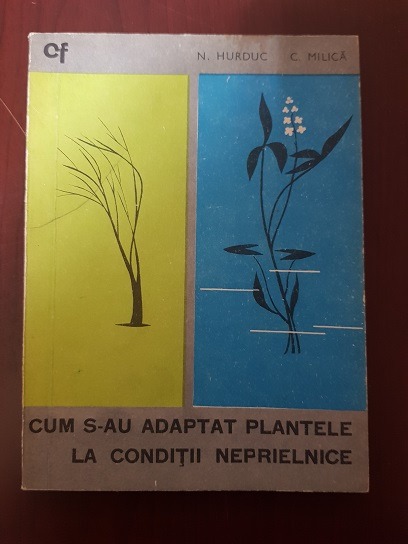 cf
N. HURDUC C. MILICĂ
CUM S-AU ADAPTAT PLANTELE
LA CONDIȚII NEPRIELNICE